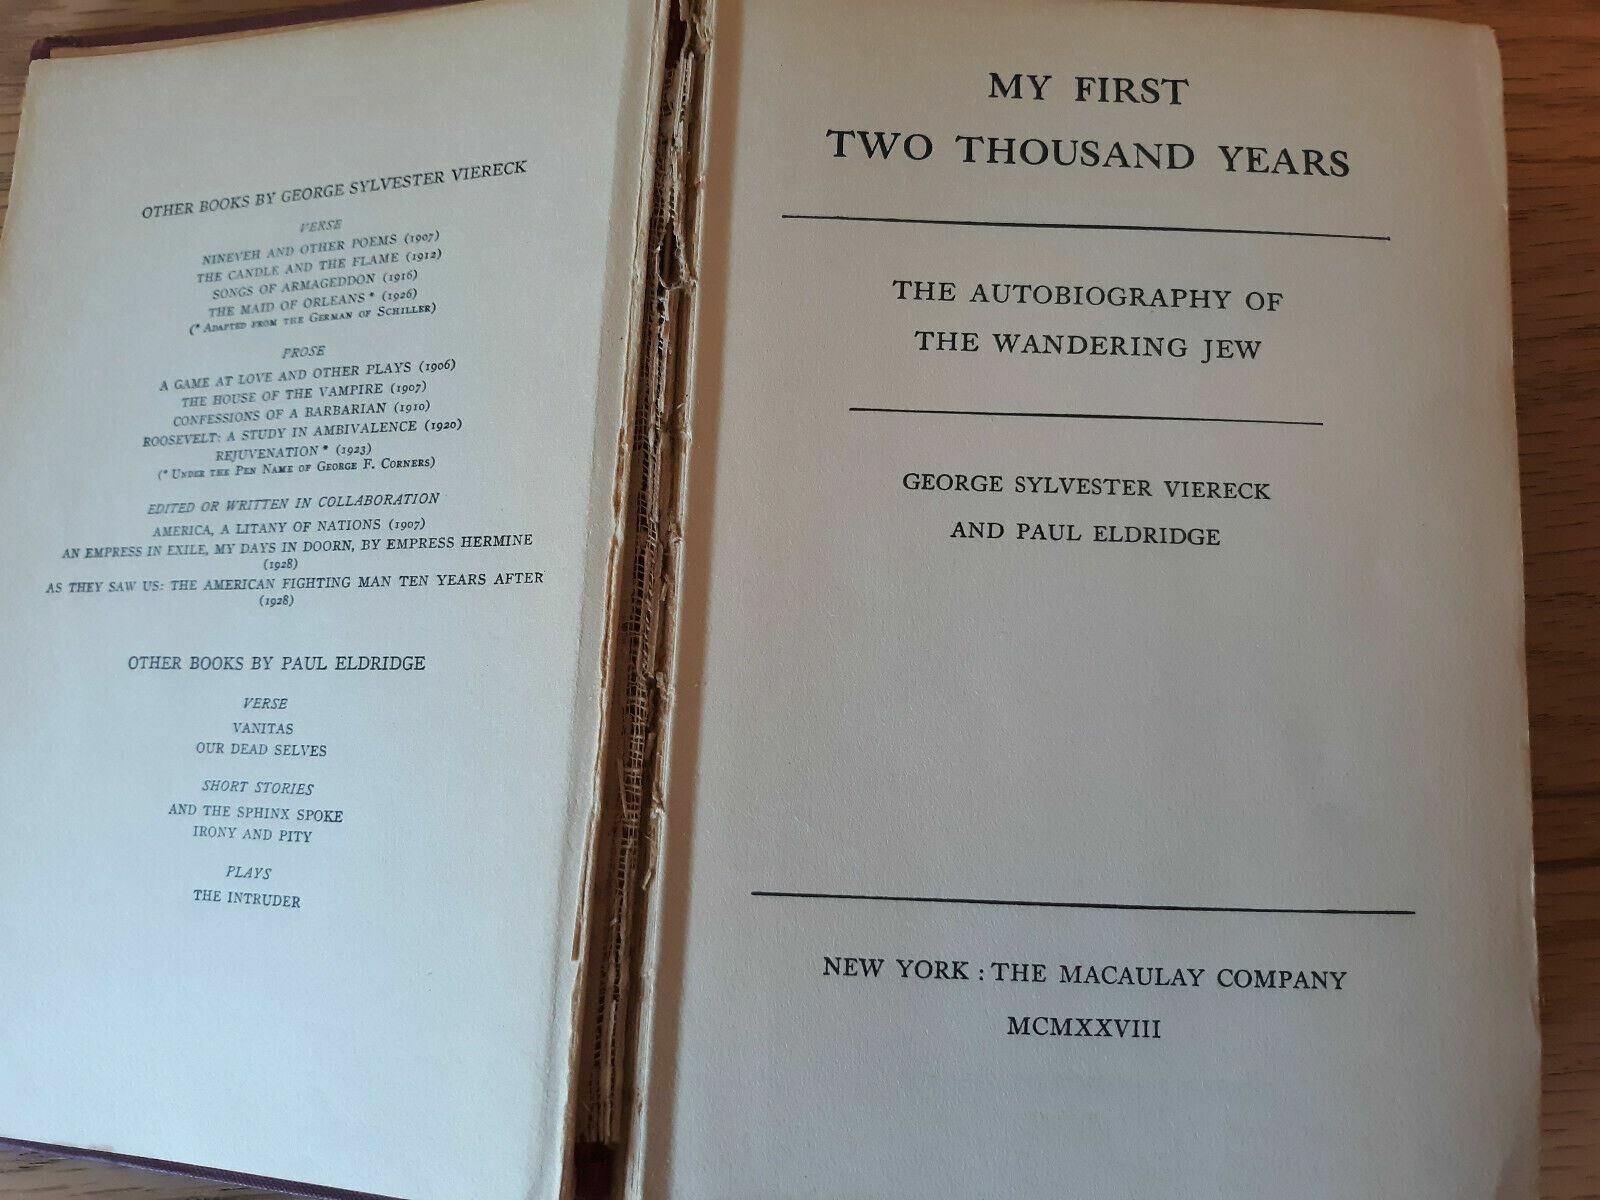 OTHER BOOKS BY GEORGE SYLVESTER VIERECK
VERSE
NINEVEH AND OTHER POEMS (1907)
THE CANDLE AND THE FLAME (1912)
SONGS OF ARMAGEDDON (1916)
THE MAID OF ORLEANS* (1926)
(* ADAPTED FROM THE GERMAN OF SCHILLER)
PROSE
A GAME AT LOVE AND OTHER PLAYS (1906)
THE HOUSE OF THE VAMPIRE (1907)
CONFESSIONS OF A BARBARIAN (1910)
ROOSEVELT: A STUDY IN AMBIVALENCE (1920)
REJUVENATION* (1923)
(* UNDER THE PEN NAME OF GEORGE F. CORNERS)
EDITED OR WRITTEN IN COLLABORATION
AMERICA, A LITANY OF NATIONS (1907)
AN EMPRESS IN EXILE, MY DAYS IN DOORN, BY EMPRESS HERMINE
(1928)
AS THEY SAW US: THE AMERICAN FIGHTING MAN TEN YEARS AFTER
(1928)
OTHER BOOKS BY PAUL ELDRIDGE
VERSE
VANITAS
OUR DEAD SELVES
SHORT STORIES
AND THE SPHINX SPOKE
IRONY AND PITY
PLAYS
THE INTRUDER
MY FIRST
TWO THOUSAND YEARS
THE AUTOBIOGRAPHY OF
THE WANDERING JEW
GEORGE SYLVESTER VIERECK
AND PAUL ELDRIDGE
NEW YORK : THE MACAULAY COMPANY
MCMXXVIII